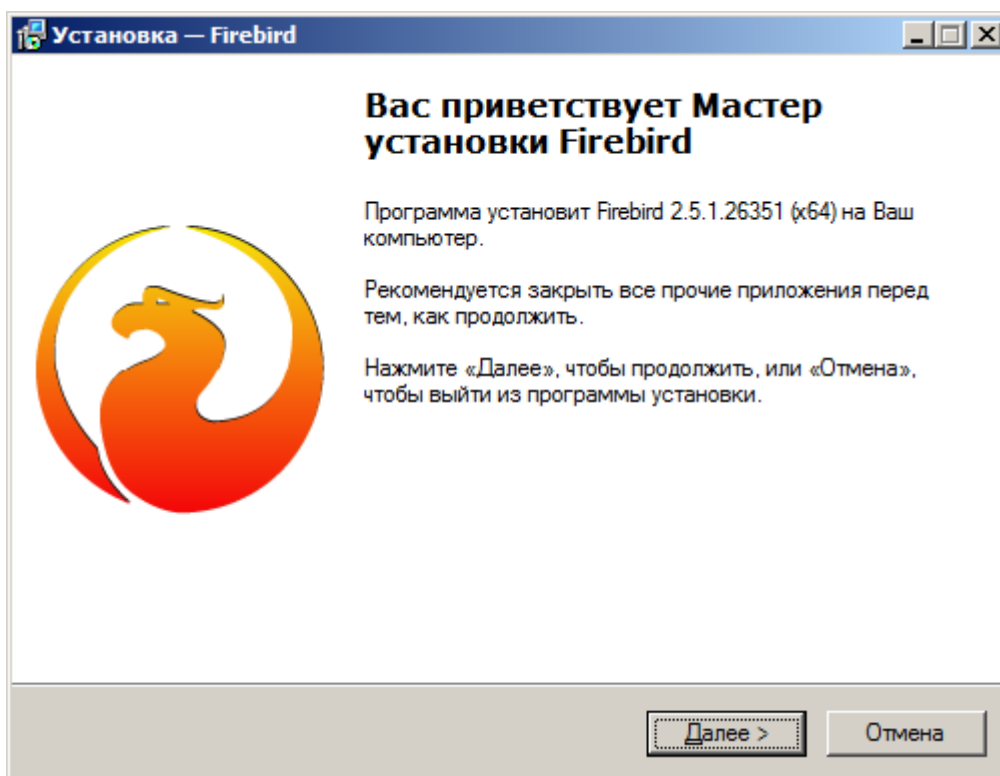 Установка — Firebird
Вас приветствует Мастер
установки Firebird
Программа установит Firebird 2.5.1.26351 (x64) на Ваш
компьютер.
Рекомендуется закрыть все прочие приложения перед
тем, как продолжить.
Нажмите «Далее», чтобы продолжить, или «Отмена»,
чтобы выйти из программы установки.
Далее >
Отмена